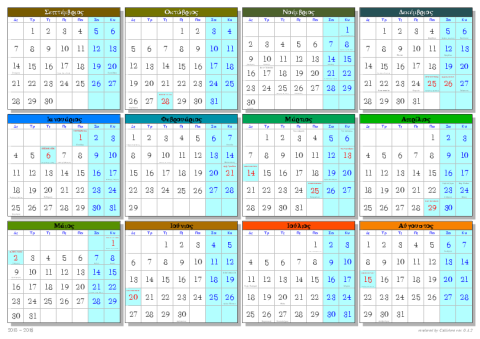 Σεπτέμβριος
Δε Τρ Τε Πε Πα Σα Κυ
1 2 3 4 5 6
7 8 9 10 11 12 13
14 15 16 17 18 19 20
21 22 23 24 25 26 27
28 29 30
Οκτώβριος
Δε Τρ Τε Πε Πα Σα Κυ
1 2 3 4
5 6 7 8 9 10 11
12 13 14 15 16 17 18
19 20 21 22 23 24 25
26 27 28 29 30 31
Νοέμβριος
Δε Τρ Τε Πε Πα Σα Κυ
1
2 3 4 5 6 7 8
9 10 11 12 13 14 15
16 17 18 19 20 21 22
23 24 25 26 27 28 29
30
Δεκέμβριος
Δε Τρ Τε Πε Πα Σα Κυ
1 2 3 4 5 6
7 8 9 10 11 12 13
14 15 16 17 18 19 20
21 22 23 24 25 26 27
28 29 30 31
Ιανουάριος
Δε Τρ Τε Πε Πα Σα Κυ
1 2 3
4 5 6 7 8 9 10
11 12 13 14 15 16 17
18 19 20 21 22 23 24
25 26 27 28 29 30 31
Φεβρουάριος
Δε Τρ Τε Πε Πα Σα Κυ
1 2 3 4 5 6 7
8 9 10 11 12 13 14
15 16 17 18 19 20 21
22 23 24 25 26 27 28
29
Μάρτιος
Δε Τρ Τε Πε Πα Σα Κυ
1 2 3 4 5 6
7 8 9 10 11 12 13
14 15 16 17 18 19 20
21 22 23 24 25 26 27
28 29 30 31
Απρίλιος
Δε Τρ Τε Πε Πα Σα Κυ
1 2 3
4 5 6 7 8 9 10
11 12 13 14 15 16 17
18 19 20 21 22 23 24
25 26 27 28 29 30
Μάιος
Δε Τρ Τε Πε Πα Σα Κυ
1
2 3 4 5 6 7 8
9 10 11 12 13 14 15
16 17 18 19 20 21 22
23 24 25 26 27 28 29
30 31
Ιούνιος
Δε Τρ Τε Πε Πα Σα Κυ
1 2 3 4 5
6 7 8 9 10 11 12
13 14 15 16 17 18 19
20 21 22 23 24 25 26
27 28 29 30
Ιούλιος
Δε Τρ Τε Πε Πα Σα Κυ
1 2 3
4 5 6 7 8 9 10
11 12 13 14 15 16 17
18 19 20 21 22 23 24
25 26 27 28 29 30 31
Αύγουστος
Δε Τρ Τε Πε Πα Σα Κυ
1 2 3 4 5 6 7
8 9 10 11 12 13 14
15 16 17 18 19 20 21
22 23 24 25 26 27 28
29 30 31
2015 - 2016